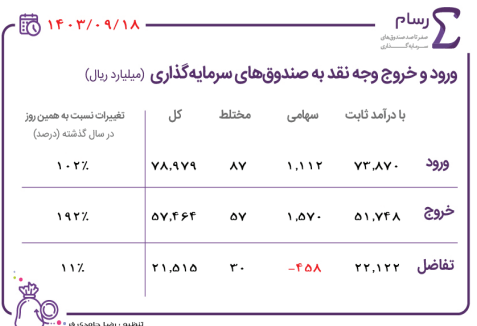 ۱۴۰۳/۰۹/۱۸
رسام
صدر تا صد صندوق‌های
سرمایه‌گذاری
ورود و خروج وجه نقد به صندوق‌های سرمایه‌گذاری (میلیارد ریال)
با درآمد ثابت سهامی مختلط کل تغییرات نسبت به همین روز
در سال گذشته (درصد)
ورود ۷۳,۸۷۰ ۱,۱۱۲ ۸۷ ۷۸,۹۷۹ ۱۰۲٪
خروج ۵۱,۷۴۸ ۱,۵۷۰ ۵۷ ۵۷,۴۶۴ ۱۹۲٪
تفاضل ۲۲,۱۲۲ -۴۵۸ ۳۰ ۲۱,۵۱۵ ۱۱٪
تنظیم: رضا